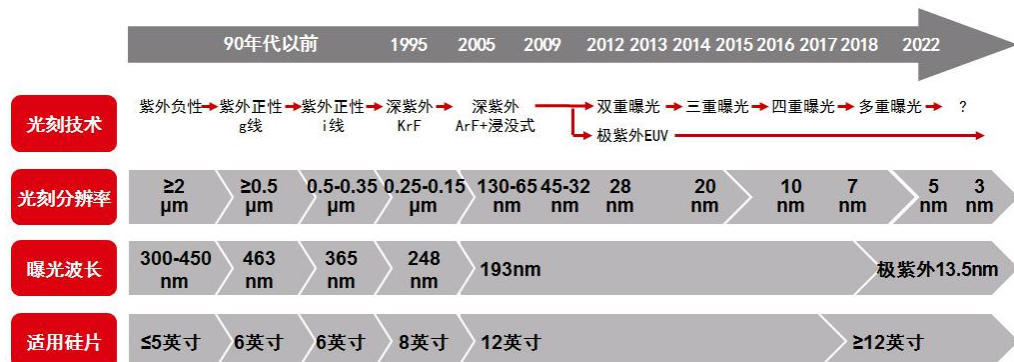 90年代以前 1995 2005 2009 2012 2013 2014 2015 2016 2017 2018 2022
光刻技术
紫外负性 紫外正性 紫外正性 深紫外 深紫外 双重曝光 三重曝光 四重曝光 多重曝光 ?
g线 i线 KrF ArF+浸没式
极紫外EUV
光刻分辨率
≥2 ≥0.5 0.5-0.35 0.25-0.15 130-65 45-32 28 20 10 7 5 3
μm μm μm μm nm nm nm nm nm nm nm nm
曝光波长
300-450 463 365 248 193nm 极紫外13.5nm
nm nm nm nm
适用硅片
≤5英寸 6英寸 6英寸 8英寸 12英寸 ≥12英寸